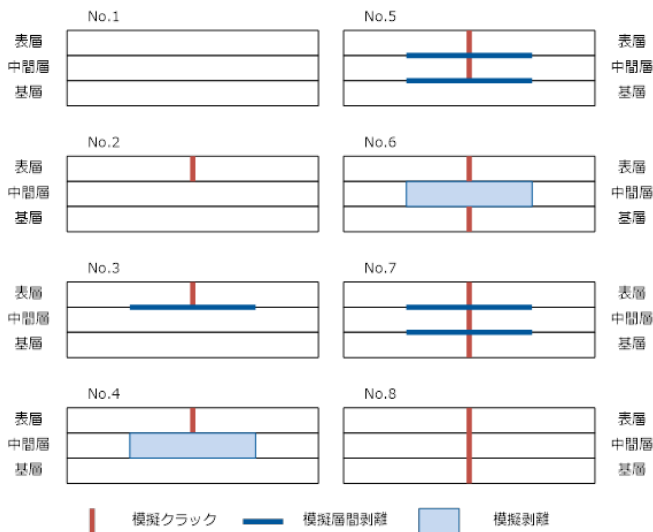 No.1
表層
中間層
基層
No.5
表層
中間層
基層
No.2
表層
中間層
基層
No.6
表層
中間層
基層
No.3
表層
中間層
基層
No.7
表層
中間層
基層
No.4
表層
中間層
基層
No.8
表層
中間層
基層
模擬クラック 模擬層間剥離 模擬剥離